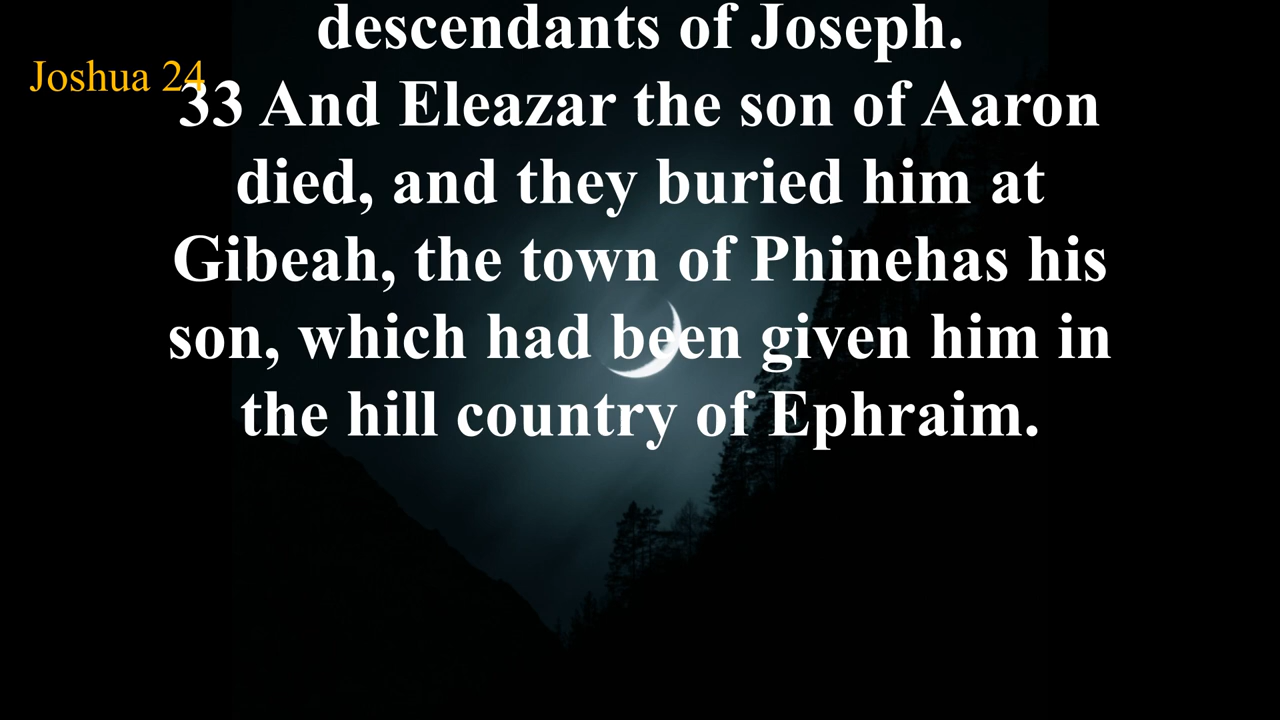 descendants of Joseph.
Joshua 24
33 And Eleazar the son of Aaron
died, and they buried him at
Gibeah, the town of Phinehas his
son, which had been given him in
the hill country of Ephraim.